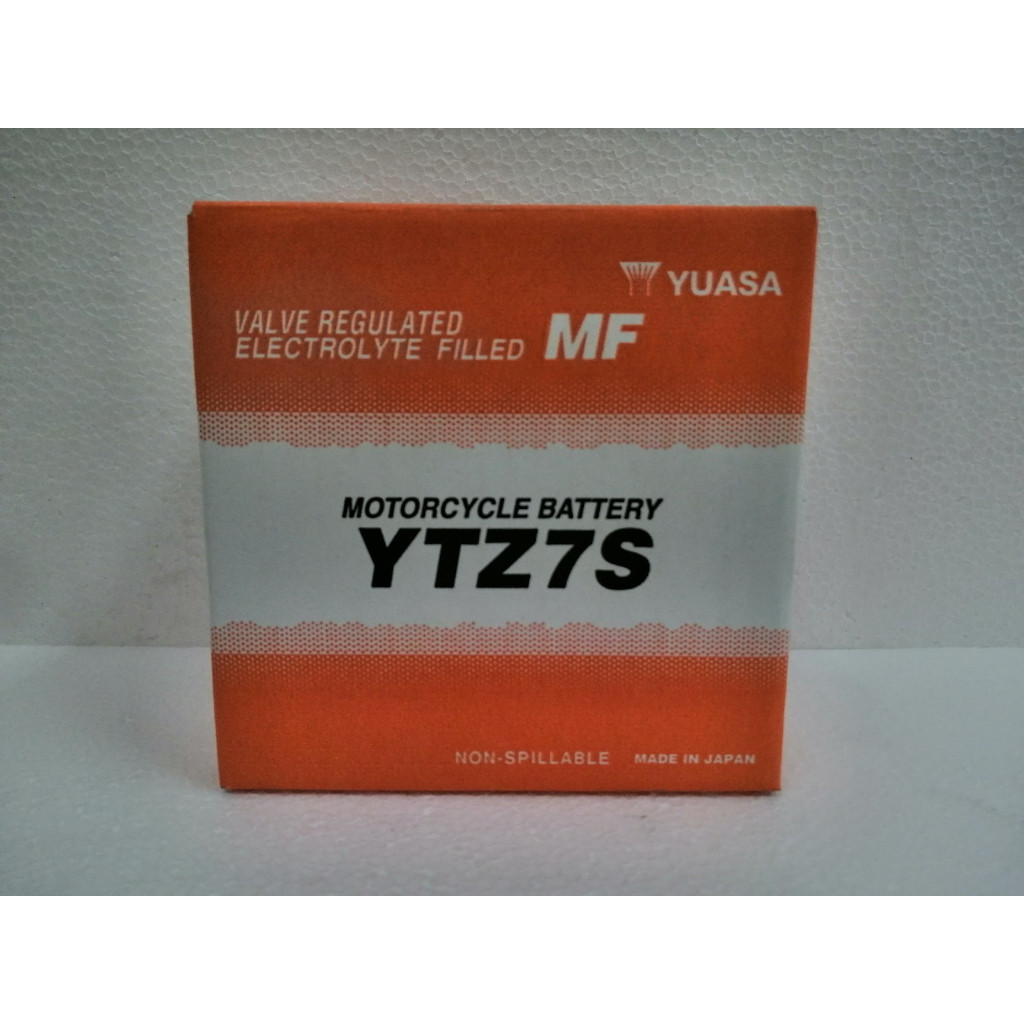 YUASA
VALVE REGULATED
ELECTROLYTE FILLED MF
MOTORCYCLE BATTERY
YTZ7S
NON-SPILLABLE MADE IN JAPAN